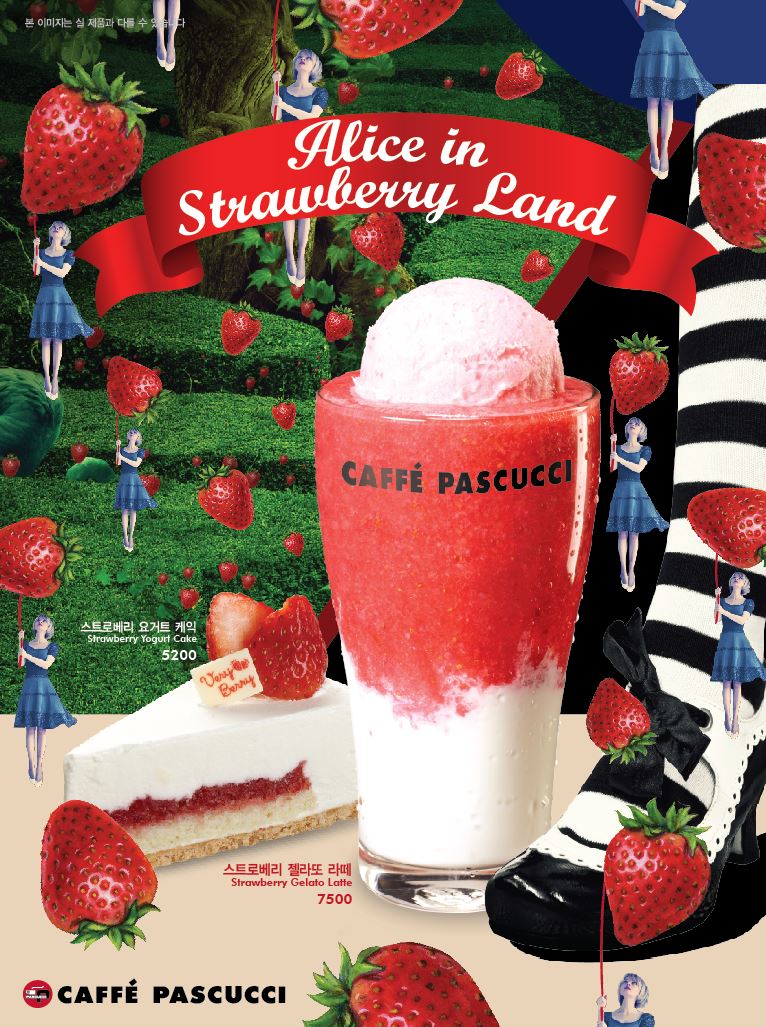 본 이미지는 실 제품과 다를 수 있습니다
Alice in
Strawberry Land
CAFFÉ PASCUCCI
스트로베리 요거트 케익
Strawberry Yogurt Cake
5200
Very
Berry
스트로베리 젤라또 라떼
Strawberry Gelato Latte
7500
CAFFÉ PASCUCCI